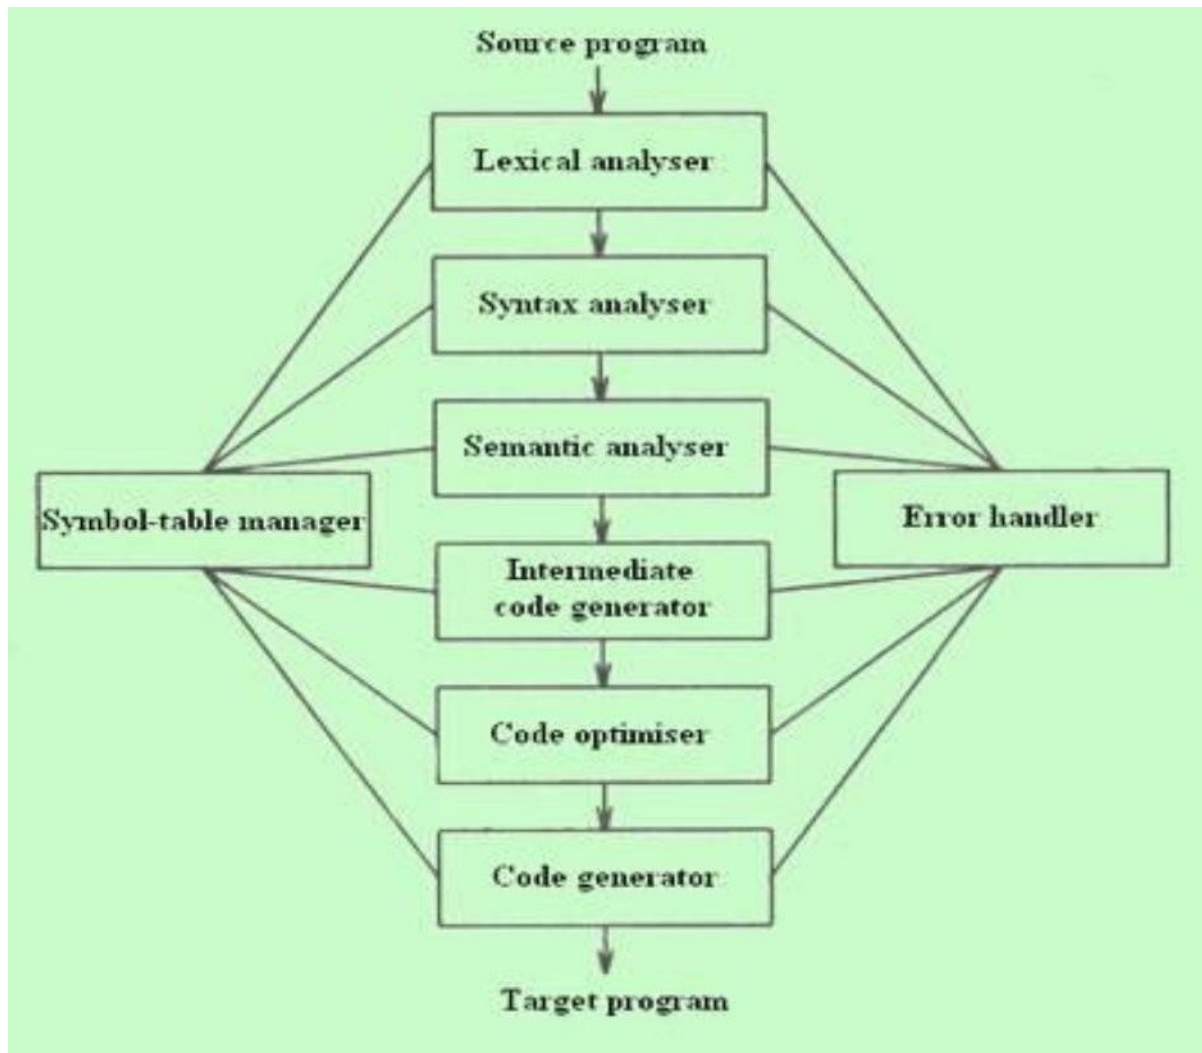 Source program
Lexical analyser
Syntax analyser
Semantic analyser
Symbol-table manager
Error handler
Intermediate
code generator
Code optimiser
Code generator
Target program